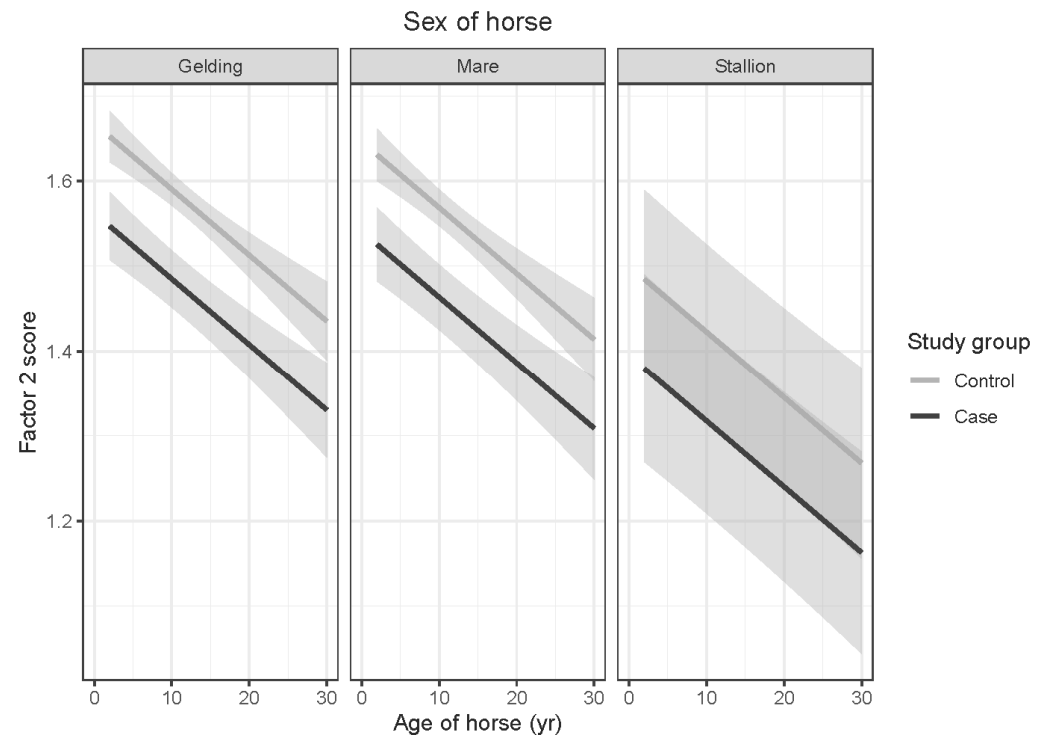 Sex of horse
Gelding Mare Stallion
1.6
1.4
1.2
Factor 2 score
0 10 20 30 0 10 20 30 0 10 20 30
Age of horse (yr)
Study group
Control
Case